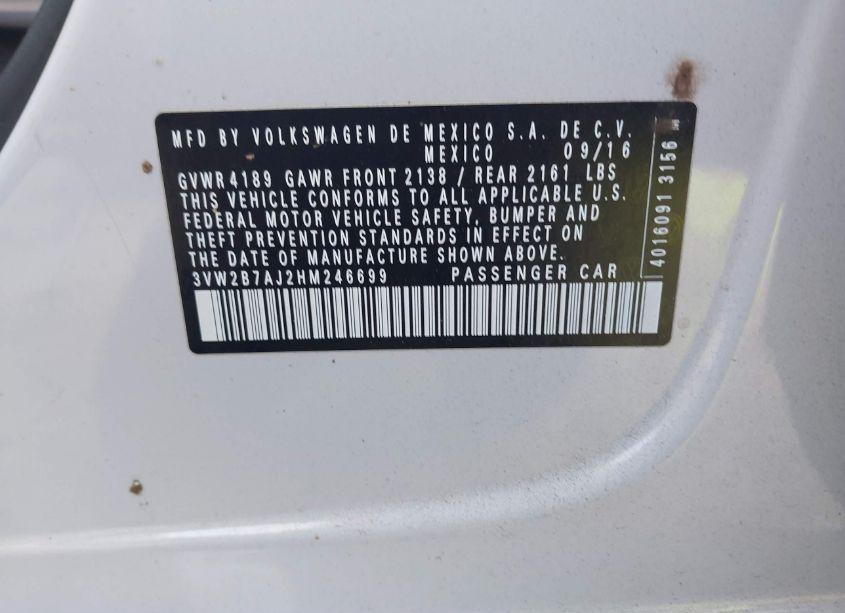 MFD BY VOLKSWAGEN DE MEXICO S.A. DE C.V.
MEXICO 09/16
GVWR4189 GAWR FRONT 2138 / REAR 2161 LBS
THIS VEHICLE CONFORMS TO ALL APPLICABLE U.S.
FEDERAL MOTOR VEHICLE SAFETY, BUMPER AND
THEFT PREVENTION STANDARDS IN EFFECT ON
THE DATE OF MANUFACTURE SHOWN ABOVE.
3VW2B7AJ2HM246699 PASSENGER CAR
4016091 3156